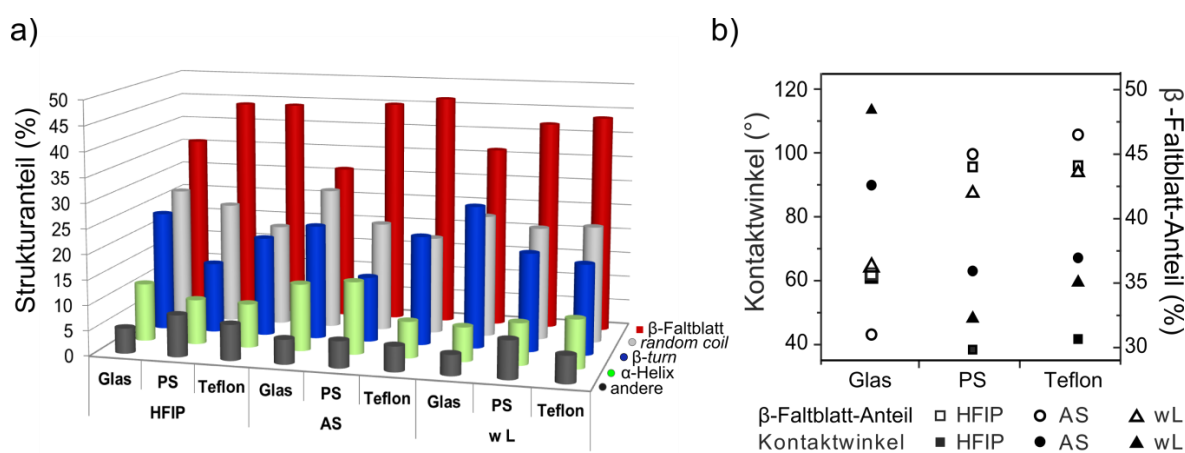 a)
Strukturanteil (%)
50
45
40
35
30
25
20
15
10
5
0
Glas PS Teflon Glas PS Teflon Glas PS Teflon
HFIP AS w L
β-Faltblatt
random coil
β-turn
α-Helix
andere
b)
Kontaktwinkel (°)
120
100
80
60
40
β-Faltblatt-Anteil (%)
50
45
40
35
30
Glas PS Teflon
β-Faltblatt-Anteil HFIP AS wL
Kontaktwinkel HFIP AS wL